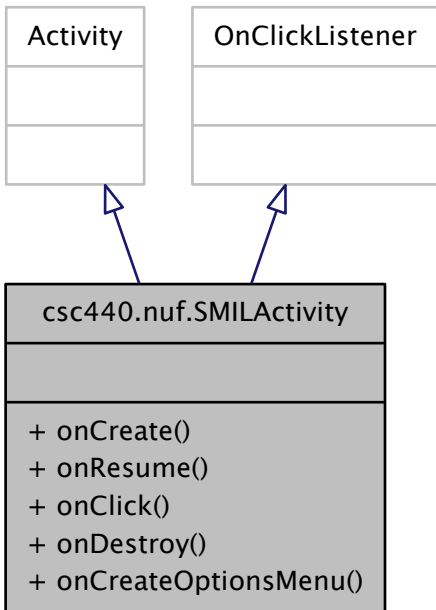 Activity
OnClickListener
csc440.nuf.SMILActivity
+ onCreate()
+ onResume()
+ onClick()
+ onDestroy()
+ onCreateOptionsMenu()